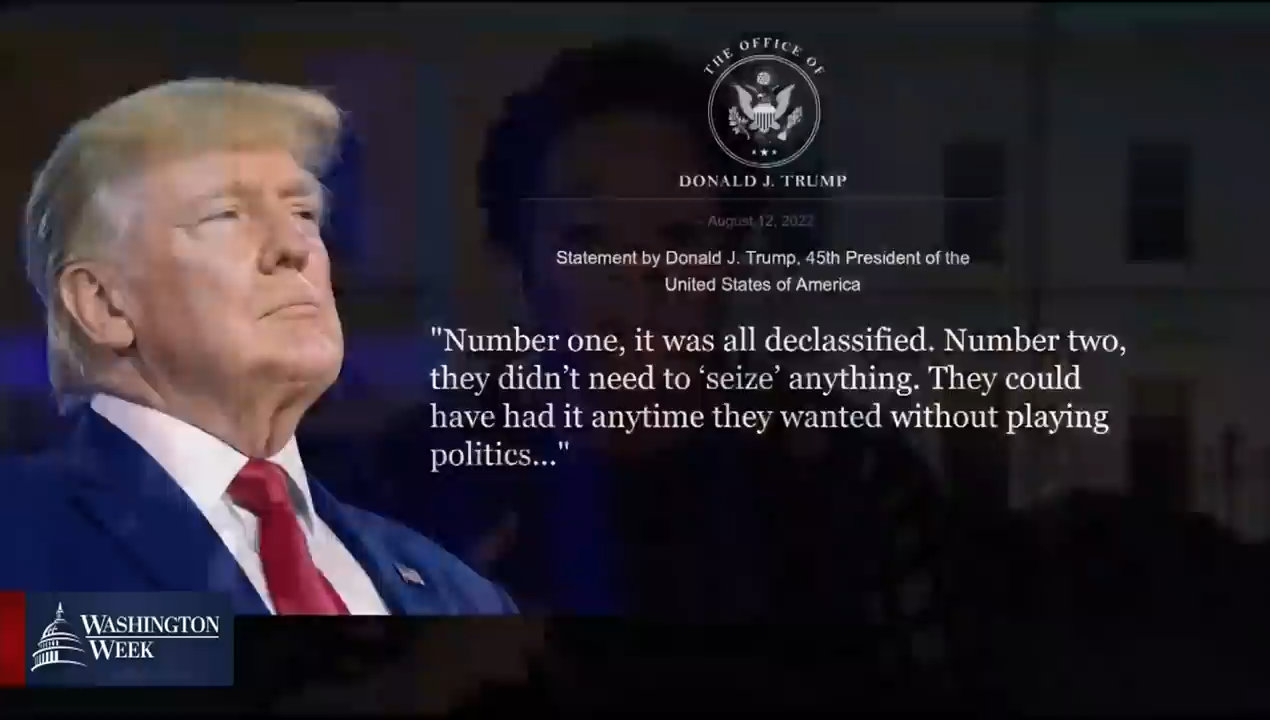 THE OFFICE OF
DONALD J. TRUMP
August 12, 2022
Statement by Donald J. Trump, 45th President of the
United States of America
"Number one, it was all declassified. Number two,
they didn't need to ‘seize’ anything. They could
have had it anytime they wanted without playing
politics..."
WASHINGTON
WEEK